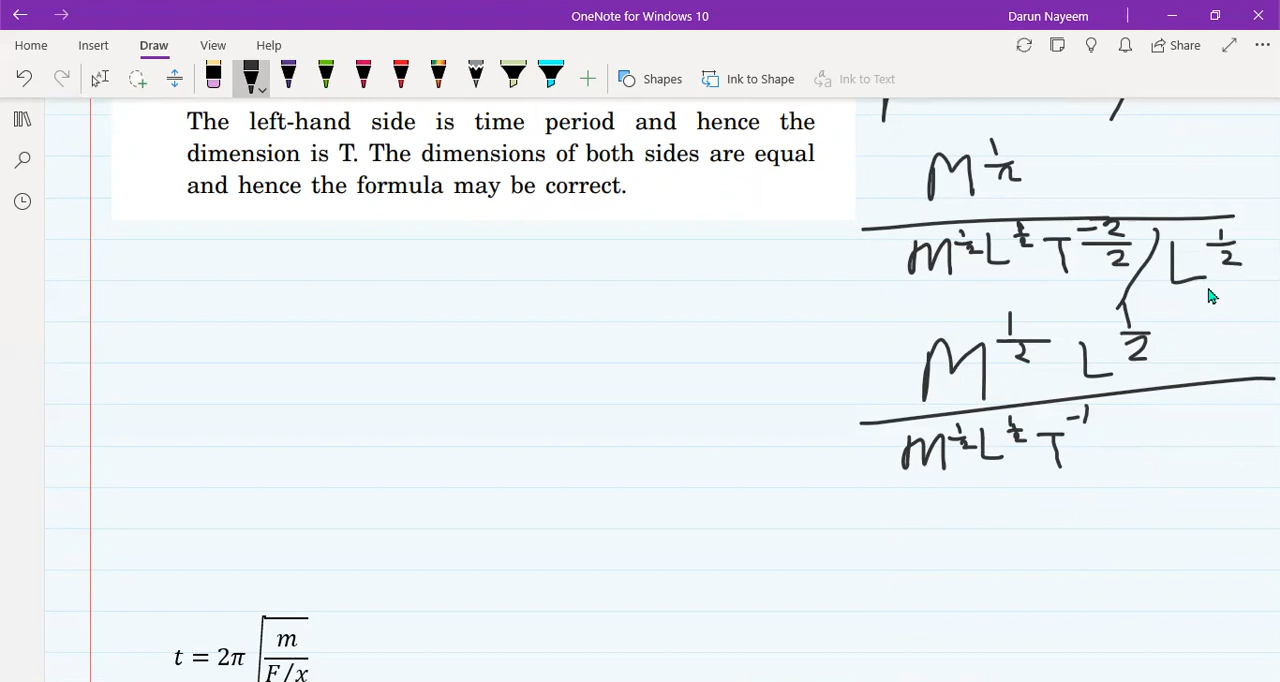 OneNote for Windows 10
Darun Nayeem
Home Insert Draw View Help
Share
Shapes Ink to Shape Ink to Text
The left-hand side is time period and hence the
dimension is T. The dimensions of both sides are equal
and hence the formula may be correct.
M^1/2
M^1/2 L^1/2 T^-2/2 / L^1/2
M^1/2 L^1/2
M^1/2 L^1/2 T^-1
t = 2π √ m
F/x